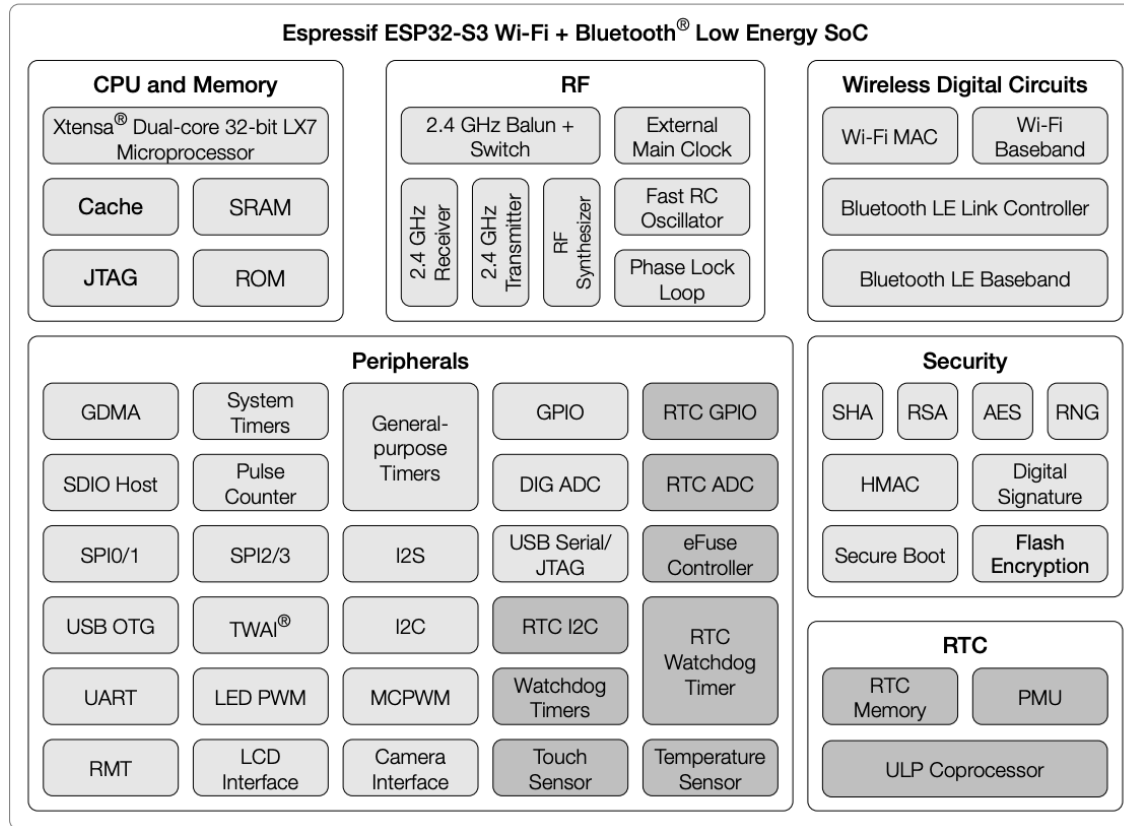 Espressif ESP32-S3 Wi-Fi + Bluetooth® Low Energy SoC
CPU and Memory
Xtensa® Dual-core 32-bit LX7
Microprocessor
Cache
SRAM
JTAG
ROM
RF
2.4 GHz Balun +
Switch
External
Main Clock
2.4 GHz
Receiver
2.4 GHz
Transmitter
RF
Synthesizer
Fast RC
Oscillator
Phase Lock
Loop
Wireless Digital Circuits
Wi-Fi MAC
Wi-Fi
Baseband
Bluetooth LE Link Controller
Bluetooth LE Baseband
Peripherals
GDMA
System
Timers
General-
purpose
Timers
GPIO
RTC GPIO
SDIO Host
Pulse
Counter
DIG ADC
RTC ADC
SPI0/1
SPI2/3
I2S
USB Serial/
JTAG
eFuse
Controller
USB OTG
TWAI®
I2C
RTC I2C
RTC
Watchdog
Timer
UART
LED PWM
MCPWM
Watchdog
Timers
RMT
LCD
Interface
Camera
Interface
Touch
Sensor
Temperature
Sensor
Security
SHA
RSA
AES
RNG
HMAC
Digital
Signature
Secure Boot
Flash
Encryption
RTC
RTC
Memory
PMU
ULP Coprocessor